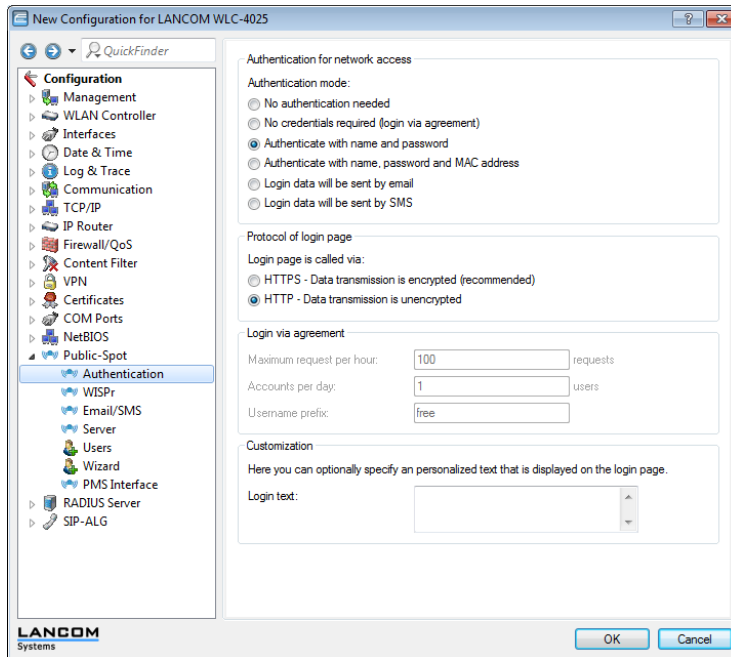 New Configuration for LANCOM WLC-4025
QuickFinder
Configuration
Management
WLAN Controller
Interfaces
Date & Time
Log & Trace
Communication
TCP/IP
IP Router
Firewall/QoS
Content Filter
VPN
Certificates
COM Ports
NetBIOS
Public-Spot
Authentication
WISPr
Email/SMS
Server
Users
Wizard
PMS Interface
RADIUS Server
SIP-ALG
Authentication for network access
Authentication mode:
No authentication needed
No credentials required (login via agreement)
Authenticate with name and password
Authenticate with name, password and MAC address
Login data will be sent by email
Login data will be sent by SMS
Protocol of login page
Login page is called via:
HTTPS - Data transmission is encrypted (recommended)
HTTP - Data transmission is unencrypted
Login via agreement
Maximum request per hour: 100 requests
Accounts per day: 1 users
Username prefix: free
Customization
Here you can optionally specify an personalized text that is displayed on the login page.
Login text:
LANCOM
Systems
OK Cancel